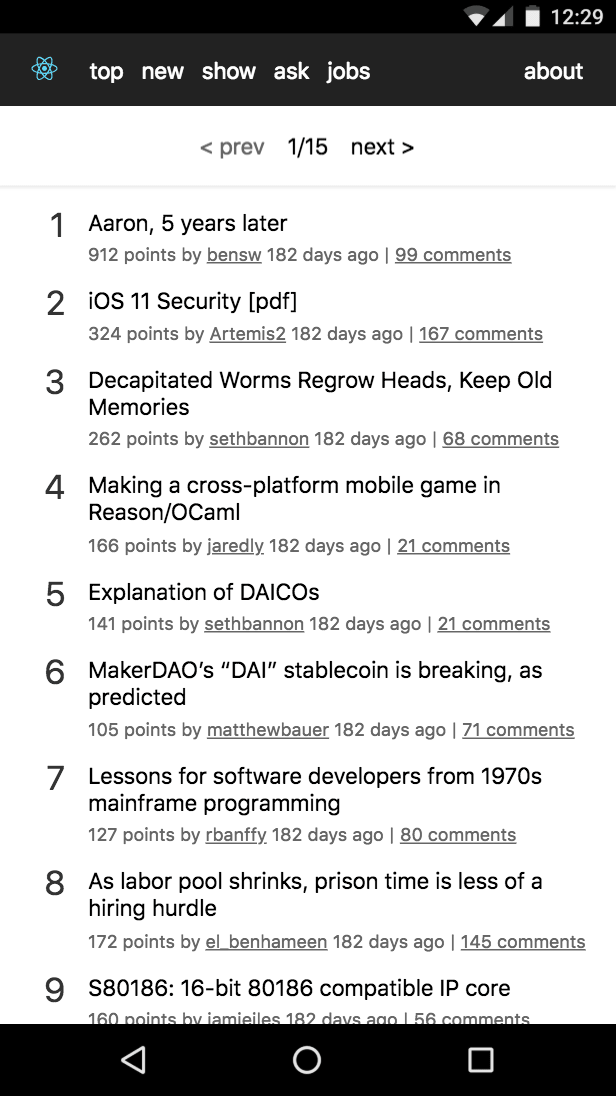 12:29
top new show ask jobs about
< prev 1/15 next >
1 Aaron, 5 years later
912 points by bensw 182 days ago | 99 comments
2 iOS 11 Security [pdf]
324 points by Artemis2 182 days ago | 167 comments
3 Decapitated Worms Regrow Heads, Keep Old
Memories
262 points by sethbannon 182 days ago | 68 comments
4 Making a cross-platform mobile game in
Reason/OCaml
166 points by jaredly 182 days ago | 21 comments
5 Explanation of DAICOs
141 points by sethbannon 182 days ago | 21 comments
6 MakerDAO’s “DAI” stablecoin is breaking, as
predicted
105 points by matthewbauer 182 days ago | 71 comments
7 Lessons for software developers from 1970s
mainframe programming
127 points by rbanffy 182 days ago | 80 comments
8 As labor pool shrinks, prison time is less of a
hiring hurdle
172 points by el_benhameen 182 days ago | 145 comments
9 S80186: 16-bit 80186 compatible IP core
160 points by jamieiles 182 days ago | 56 comments